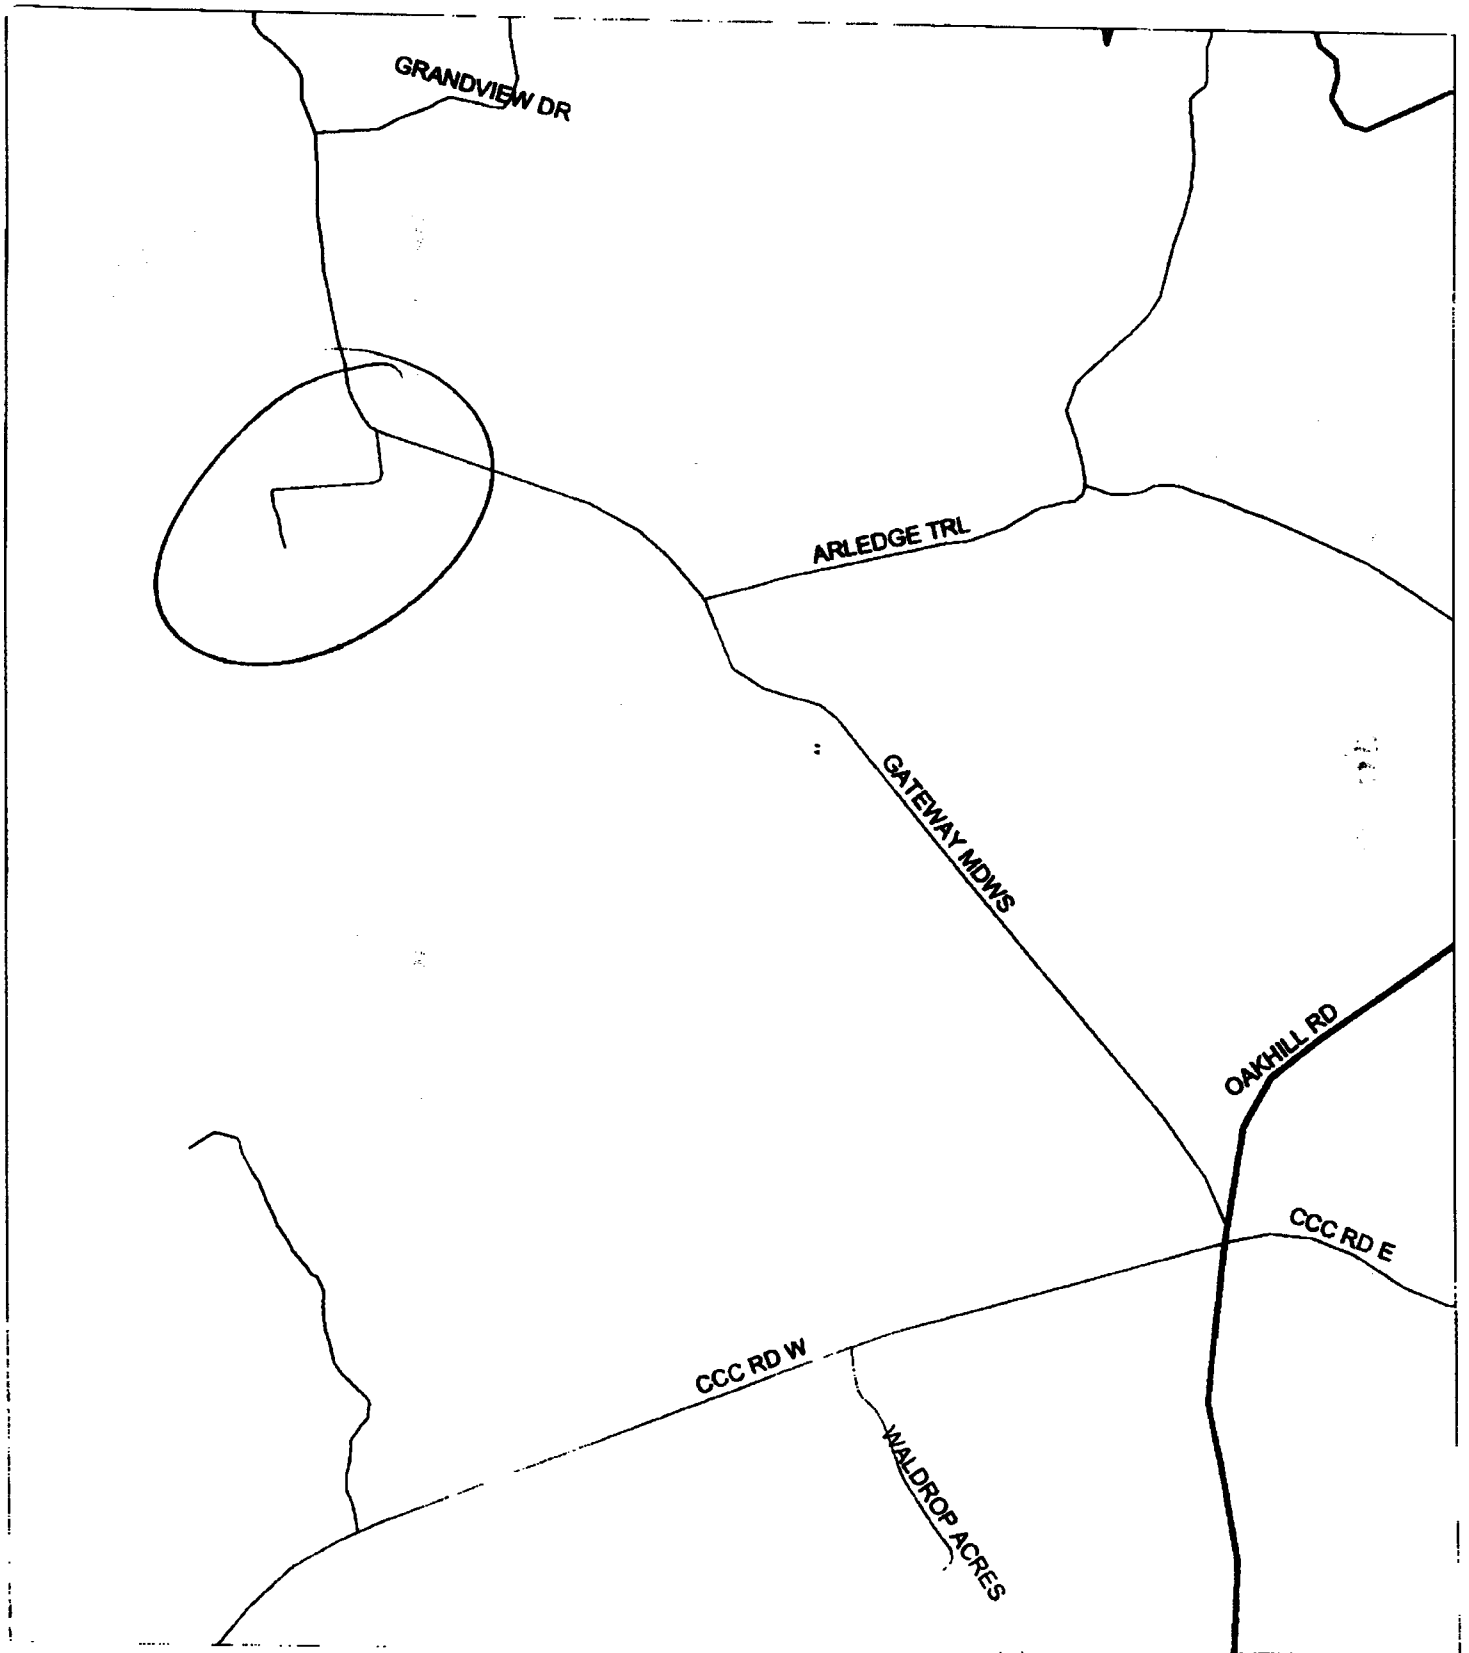 GRANDVIEW DR
ARLEDGE TRL
GATEWAY MDWS
OAKHILL RD
CCC RD E
CCC RD W
WALDROP ACRES